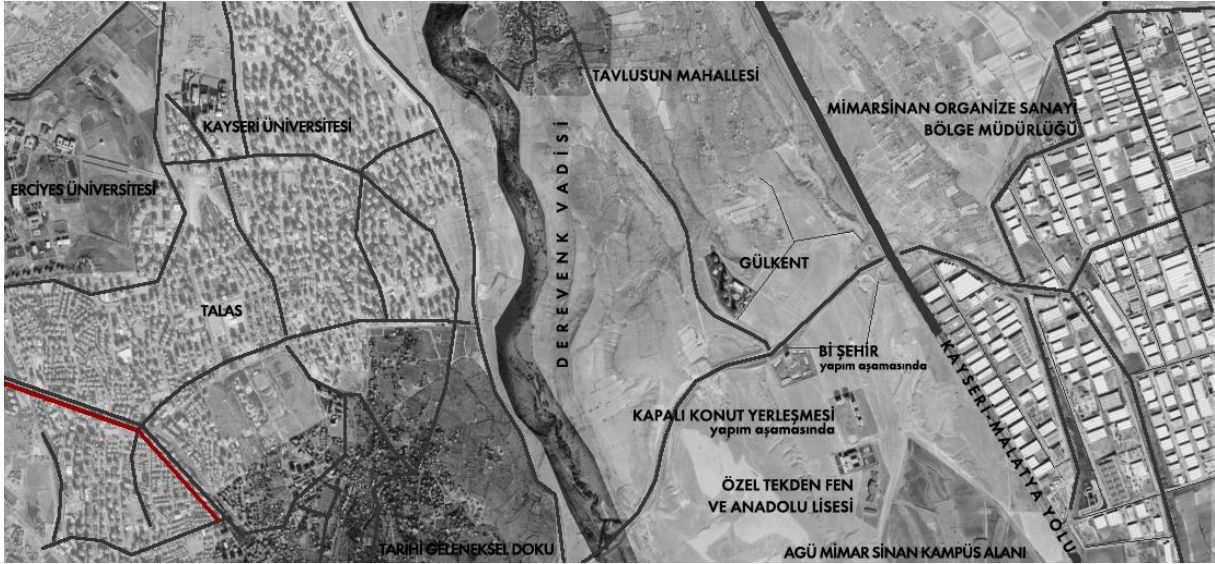 TAVLUSUN MAHALLESİ
MİMARSİNAN ORGANİZE SANAYİ
BÖLGE MÜDÜRLÜĞÜ
KAYSERİ ÜNİVERSİTESİ
ERCİYES ÜNİVERSİTESİ
DEREVENK VADİSİ
GÜLKENT
TALAS
Bİ ŞEHİR
yapım aşamasında
KAYSERİ-MALATYA YOLU
KAPALI KONUT YERLEŞMESİ
yapım aşamasında
ÖZEL TEKDEN FEN
VE ANADOLU LİSESİ
TARİHİ GELENEKSEL DOKU
AGÜ MİMAR SİNAN KAMPÜS ALANI